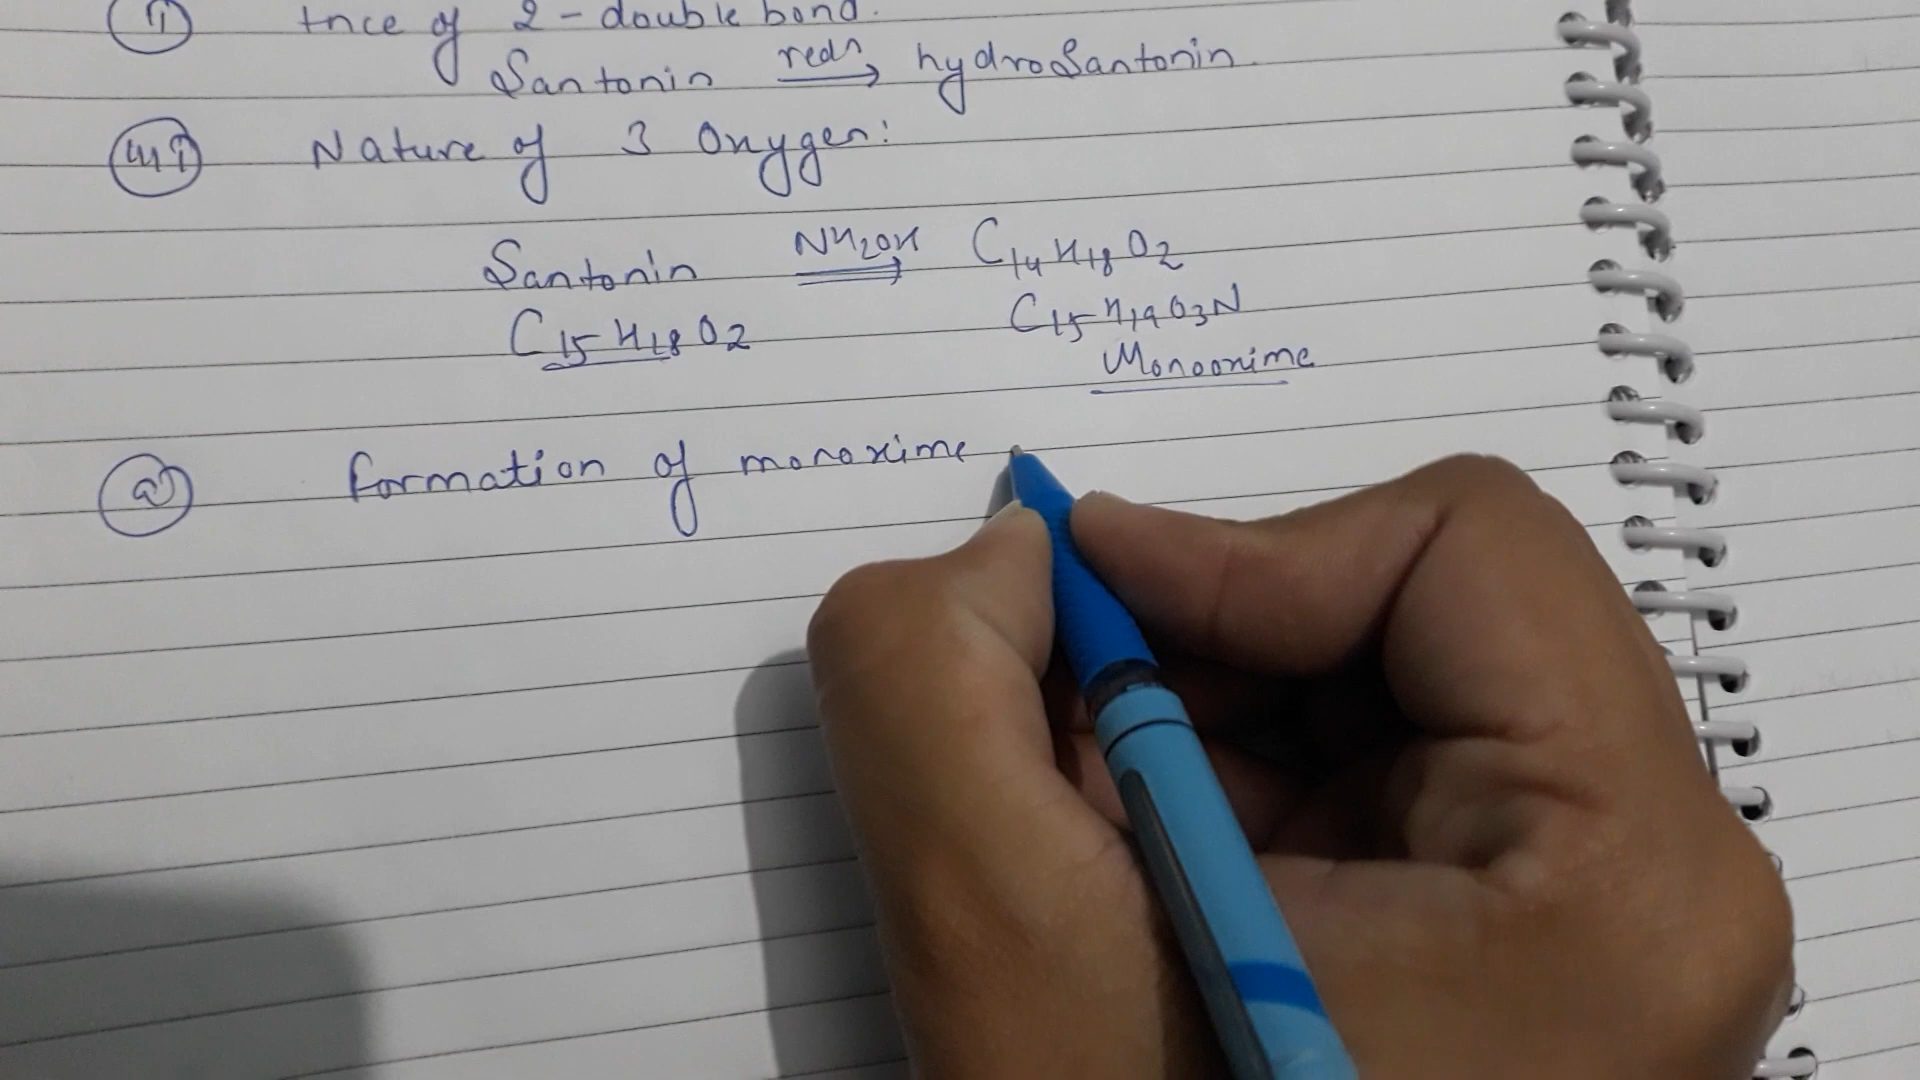 (i) tnce of 2-double bond.
Santonin redn → hydroSantonin.
Nature of 3 Oxygen:
Santonin NH2OH → C14H18O2
C15H18O2 C15H19O3N
Monooxime
(a) formation of monoxime